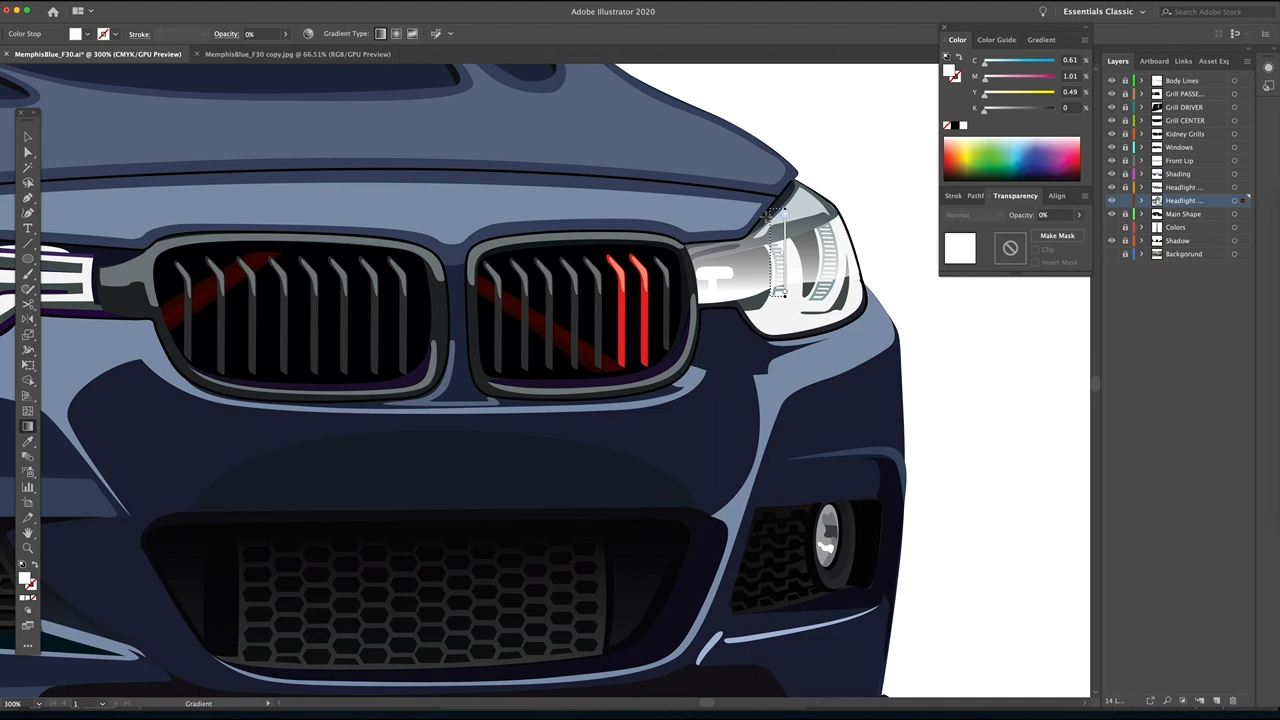 Adobe Illustrator 2020
Essentials Classic
Search Adobe Stock
Color Stop
Stroke:
Opacity: 0%
Gradient Type:
MemphisBlue_F30.ai* @ 300% (CMYK/GPU Preview)
MemphisBlue_F30 copy.jpg @ 66.51% (RGB/GPU Preview)
Color
Color Guide
Gradient
C 0.61 %
M 1.01 %
Y 0.49 %
K 0 %
Strok
Pathf
Transparency
Align
Normal
Opacity: 0%
Make Mask
Clip
Invert Mask
Layers
Artboard
Links
Asset Exp
Body Lines
Grill PASSE...
Grill DRIVER
Grill CENTER
Kidney Grills
Windows
Front Lip
Shading
Headlight ...
Headlight ...
Main Shape
Colors
Shadow
Background
300%
1
Gradient
14 L...